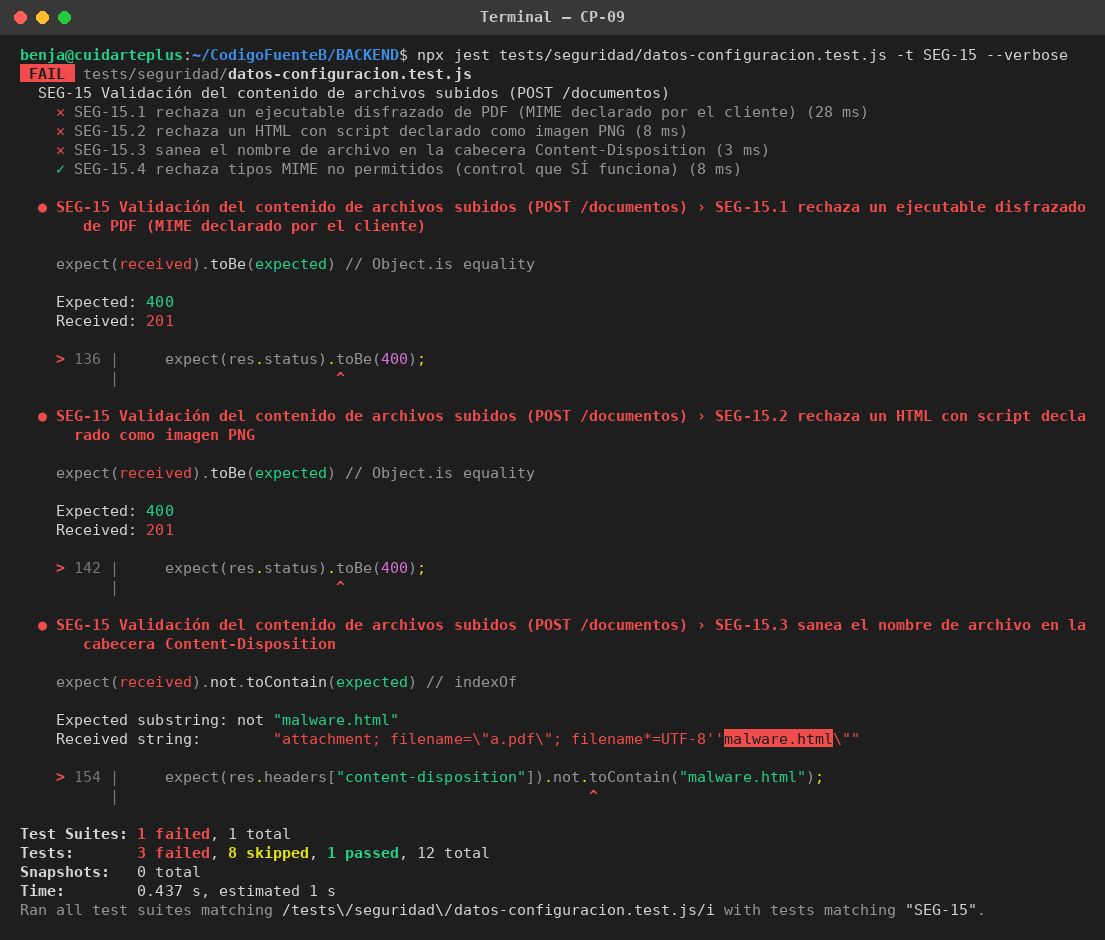 Terminal — CP-09
benja@cuidarteplus:~/CodigoFuenteB/BACKEND$ npx jest tests/seguridad/datos-configuracion.test.js -t SEG-15 --verbose
FAIL tests/seguridad/datos-configuracion.test.js
SEG-15 Validación del contenido de archivos subidos (POST /documentos)
✕ SEG-15.1 rechaza un ejecutable disfrazado de PDF (MIME declarado por el cliente) (28 ms)
✕ SEG-15.2 rechaza un HTML con script declarado como imagen PNG (8 ms)
✕ SEG-15.3 sanea el nombre de archivo en la cabecera Content-Disposition (3 ms)
✓ SEG-15.4 rechaza tipos MIME no permitidos (control que SÍ funciona) (8 ms)
● SEG-15 Validación del contenido de archivos subidos (POST /documentos) › SEG-15.1 rechaza un ejecutable disfrazado
de PDF (MIME declarado por el cliente)
expect(received).toBe(expected) // Object.is equality
Expected: 400
Received: 201
> 136 |     expect(res.status).toBe(400);
|                        ^
● SEG-15 Validación del contenido de archivos subidos (POST /documentos) › SEG-15.2 rechaza un HTML con script decla
rado como imagen PNG
expect(received).toBe(expected) // Object.is equality
Expected: 400
Received: 201
> 142 |     expect(res.status).toBe(400);
|                        ^
● SEG-15 Validación del contenido de archivos subidos (POST /documentos) › SEG-15.3 sanea el nombre de archivo en la
cabecera Content-Disposition
expect(received).not.toContain(expected) // indexOf
Expected substring: not "malware.html"
Received string:        "attachment; filename=\"a.pdf\"; filename*=UTF-8''malware.html\""
> 154 |     expect(res.headers["content-disposition"]).not.toContain("malware.html");
|                                                    ^
Test Suites: 1 failed, 1 total
Tests:       3 failed, 8 skipped, 1 passed, 12 total
Snapshots:   0 total
Time:        0.437 s, estimated 1 s
Ran all test suites matching /tests\/seguridad\/datos-configuracion.test.js/i with tests matching "SEG-15".